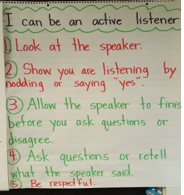 I can be an active listener
1) Look at the speaker.
2) Show you are listening by
nodding or saying "yes".
3) Allow the speaker to finis
before you ask questions or
disagree.
4) Ask questions or retell
what the speaker said.
5) Be respectful.